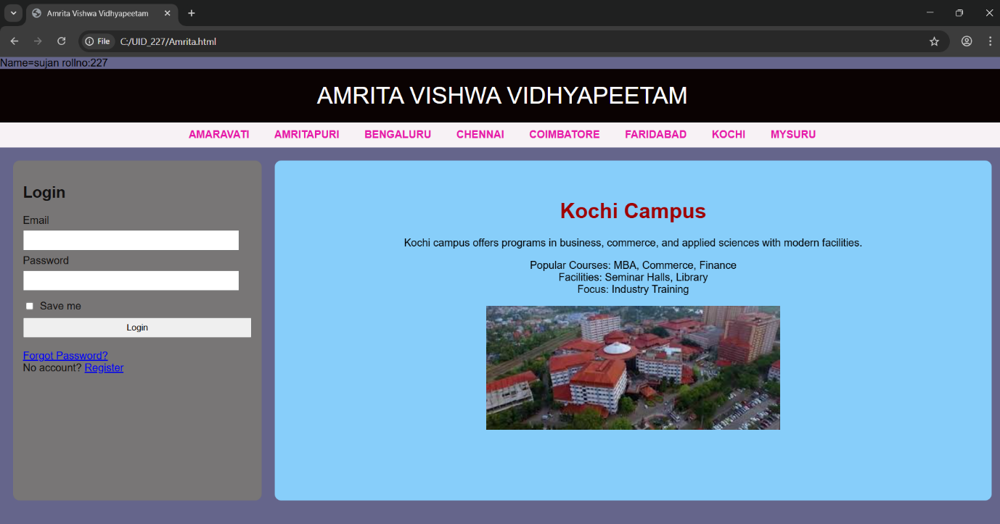 Amrita Vishwa Vidhyapeetam
File C:/UID_227/Amrita.html
Name=sujan rollno:227
AMRITA VISHWA VIDHYAPEETAM
AMARAVATI AMRITAPURI BENGALURU CHENNAI COIMBATORE FARIDABAD KOCHI MYSURU
Login
Email
Password
Save me
Login
Forgot Password?
No account? Register
Kochi Campus
Kochi campus offers programs in business, commerce, and applied sciences with modern facilities.
Popular Courses: MBA, Commerce, Finance
Facilities: Seminar Halls, Library
Focus: Industry Training